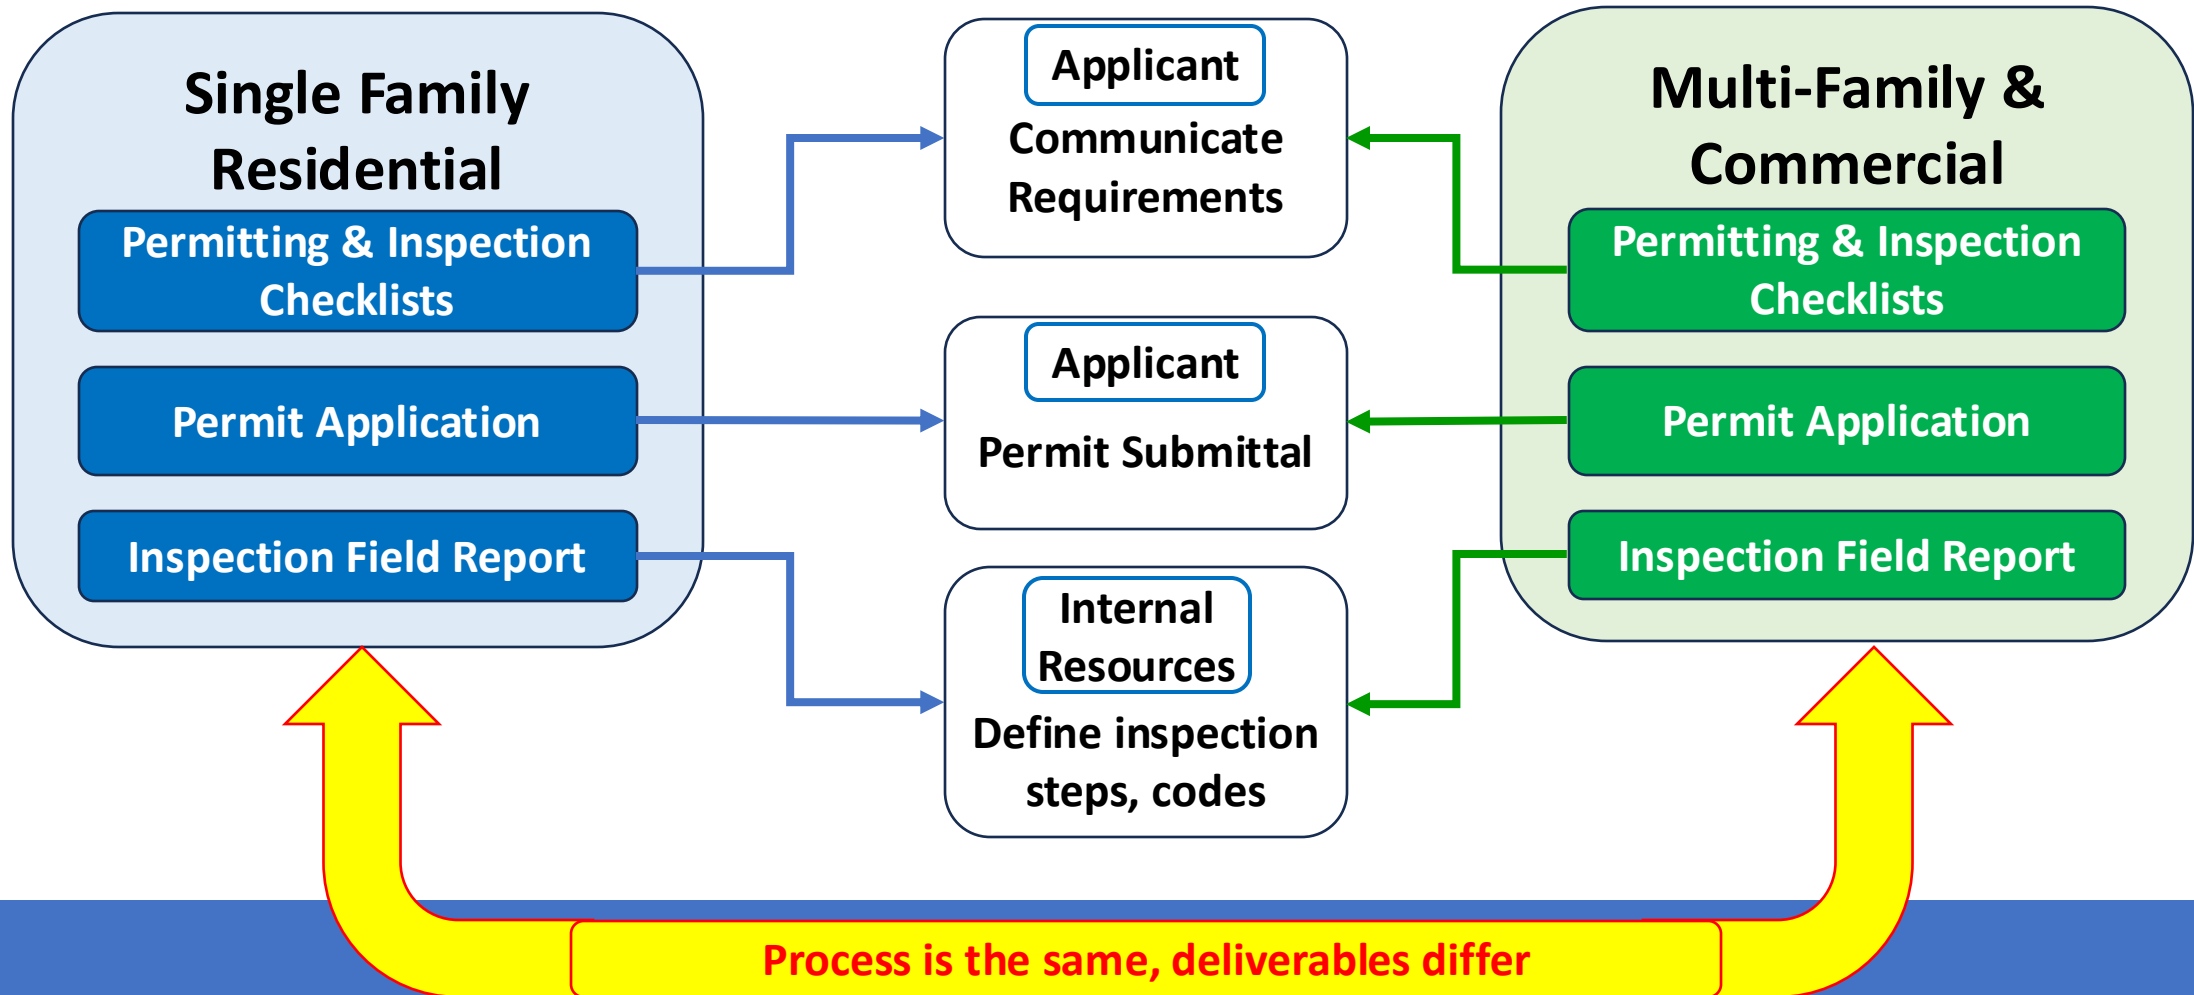 Single Family
Residential
Permitting & Inspection
Checklists
Permit Application
Inspection Field Report
Applicant
Communicate
Requirements
Applicant
Permit Submittal
Internal
Resources
Define inspection
steps, codes
Multi-Family &
Commercial
Permitting & Inspection
Checklists
Permit Application
Inspection Field Report
Process is the same, deliverables differ